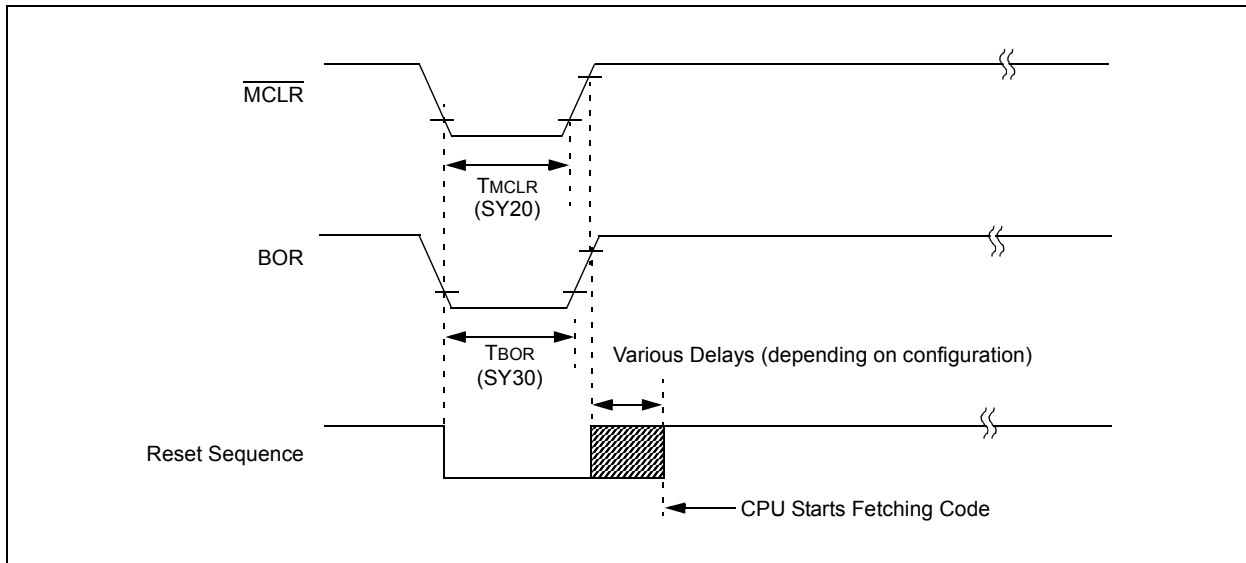 MCLR
TMCLR
(SY20)
BOR
TBOR
(SY30)
Various Delays (depending on configuration)
Reset Sequence
CPU Starts Fetching Code